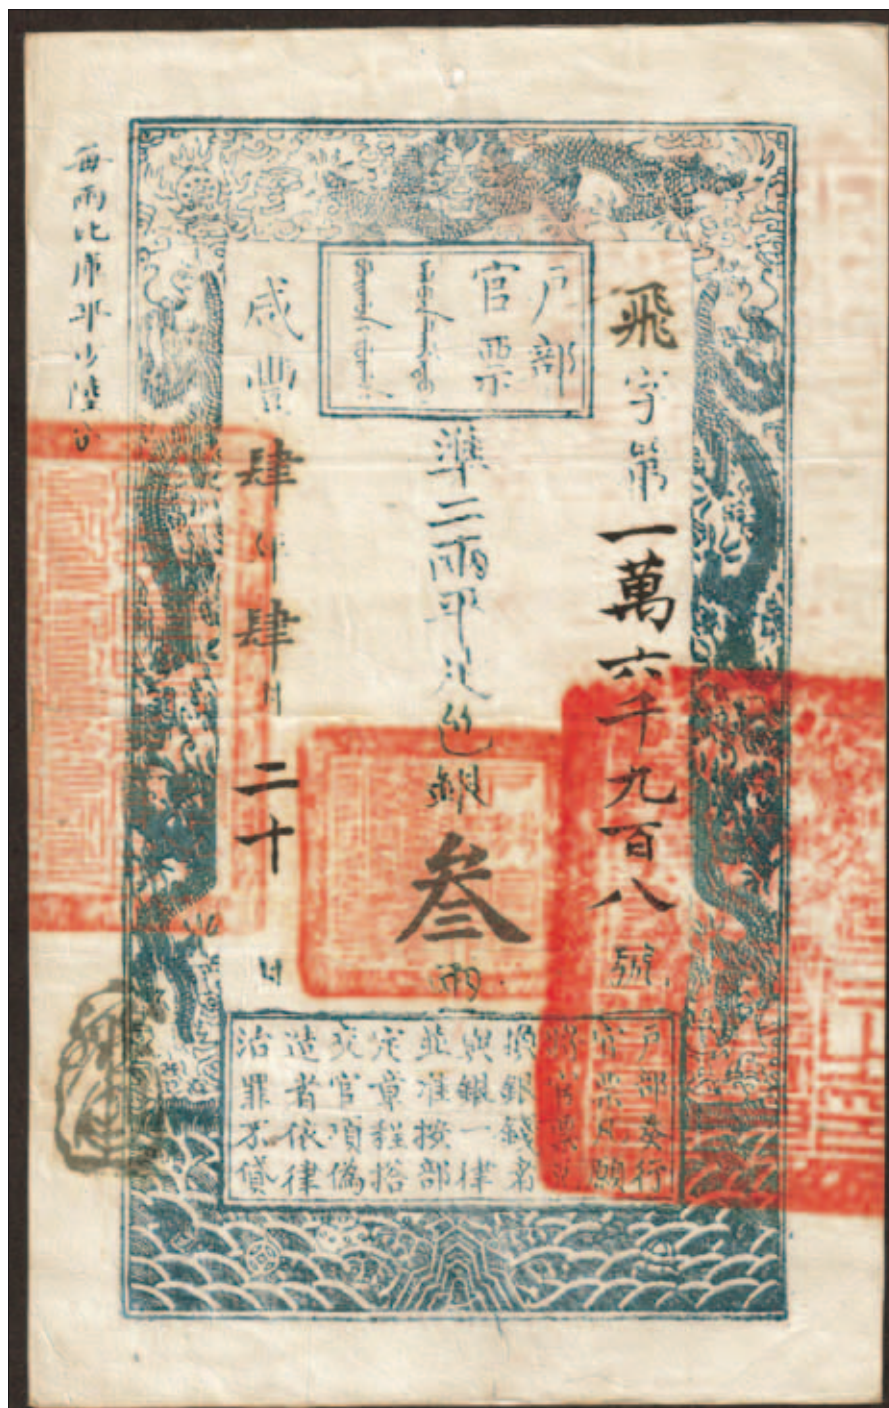 戶部
官票
飛字第一萬六千九百八號
準二兩平足色銀叁兩
咸豐肆年肆月二十日
每兩比庫平少陸分
戶部奏行
官票凡願
將官票兌
換銀錢者
與銀一律
並准按部
定章程搭
交官項偽
造者依律
治罪不貸